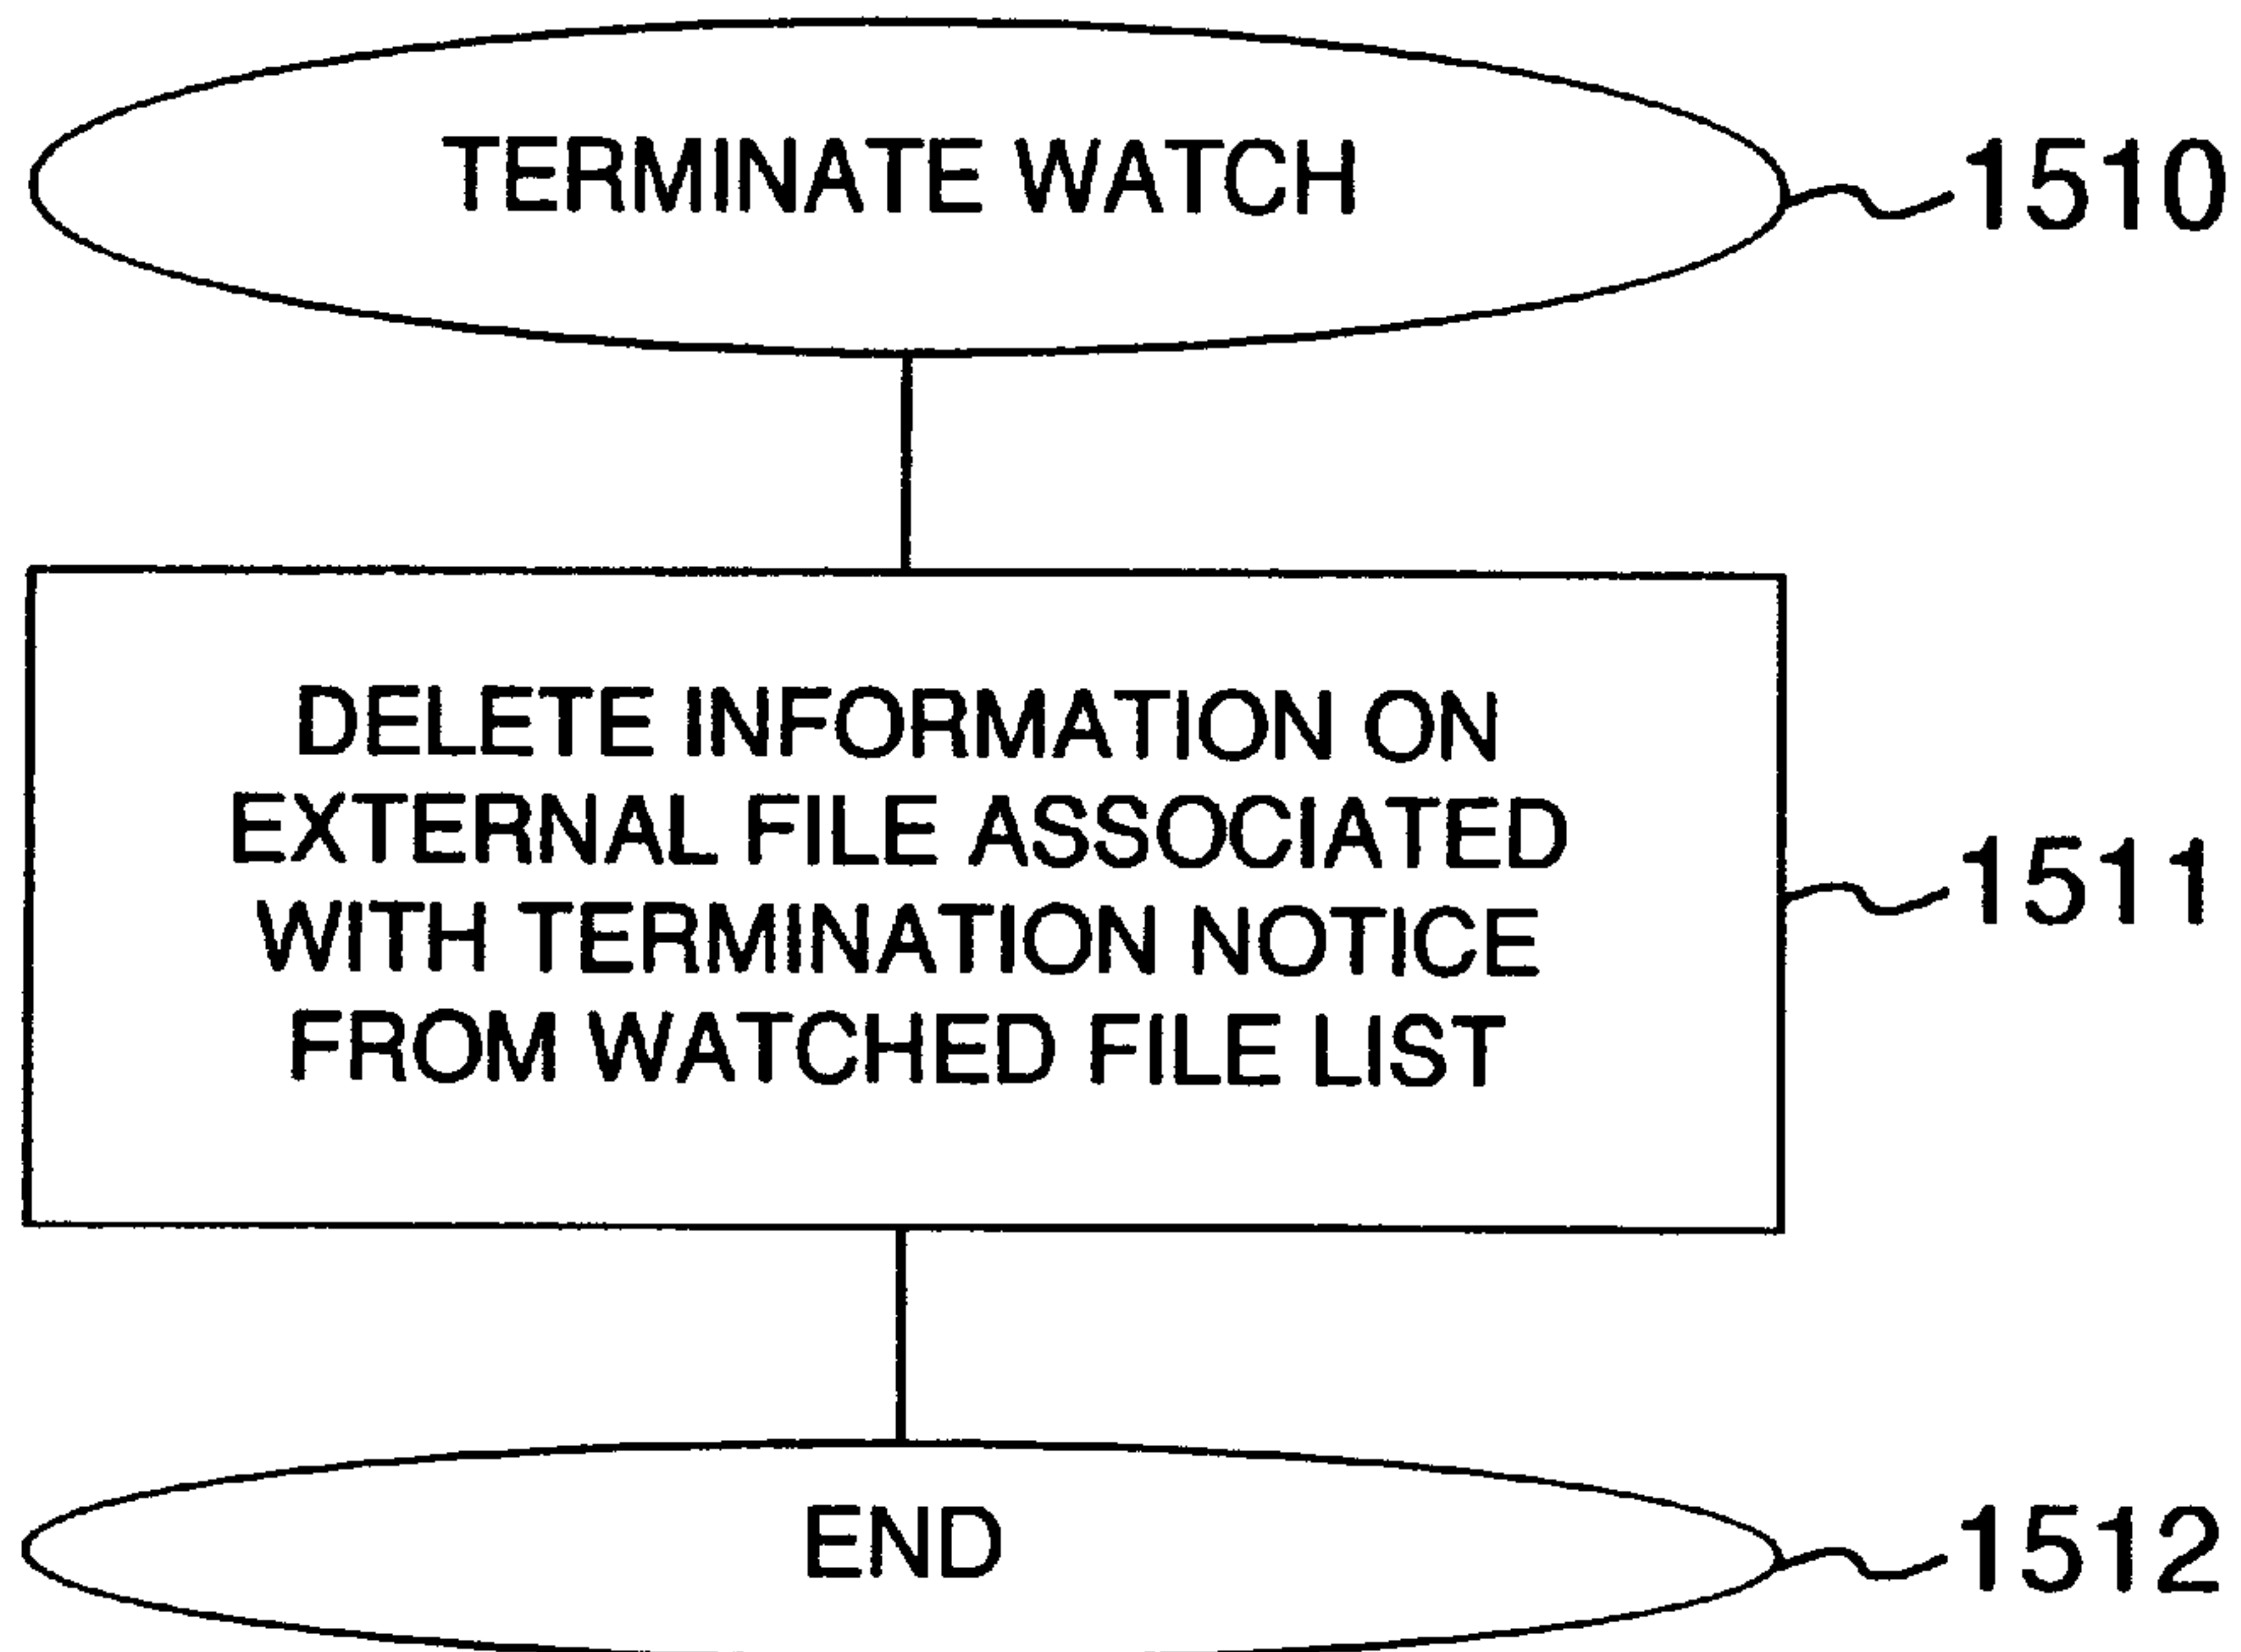 TERMINATE WATCH
1510
DELETE INFORMATION ON
EXTERNAL FILE ASSOCIATED
WITH TERMINATION NOTICE
FROM WATCHED FILE LIST
1511
END
1512